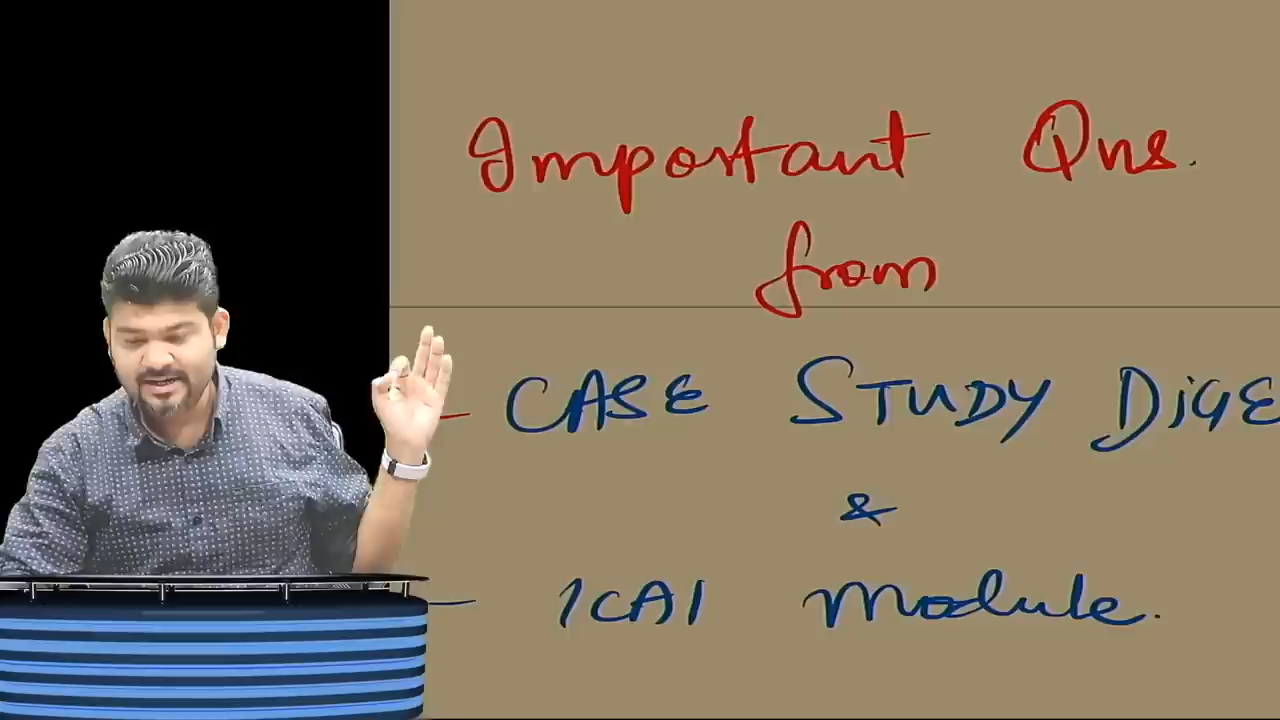 Important Qns.
from
- CASE STUDY DIGE
&
- ICAI Module.